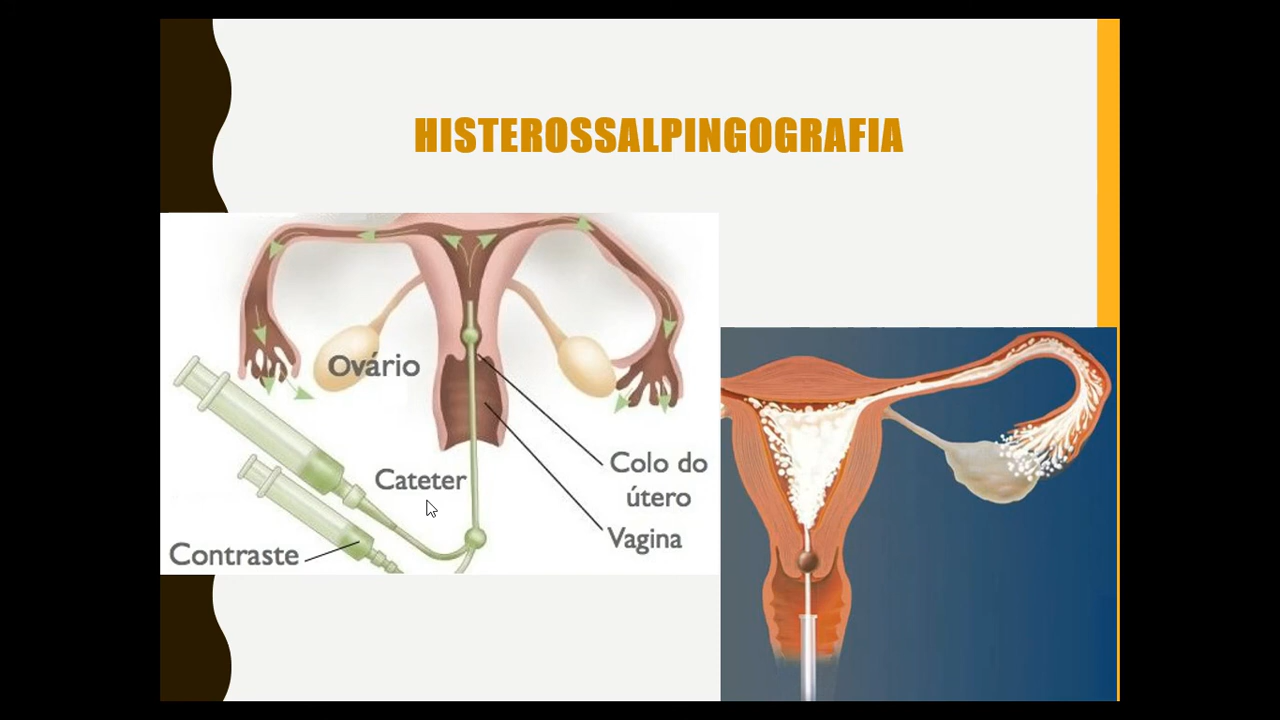 HISTEROSSALPINGOGRAFIA
Ovário
Cateter
Colo do
útero
Vagina
Contraste